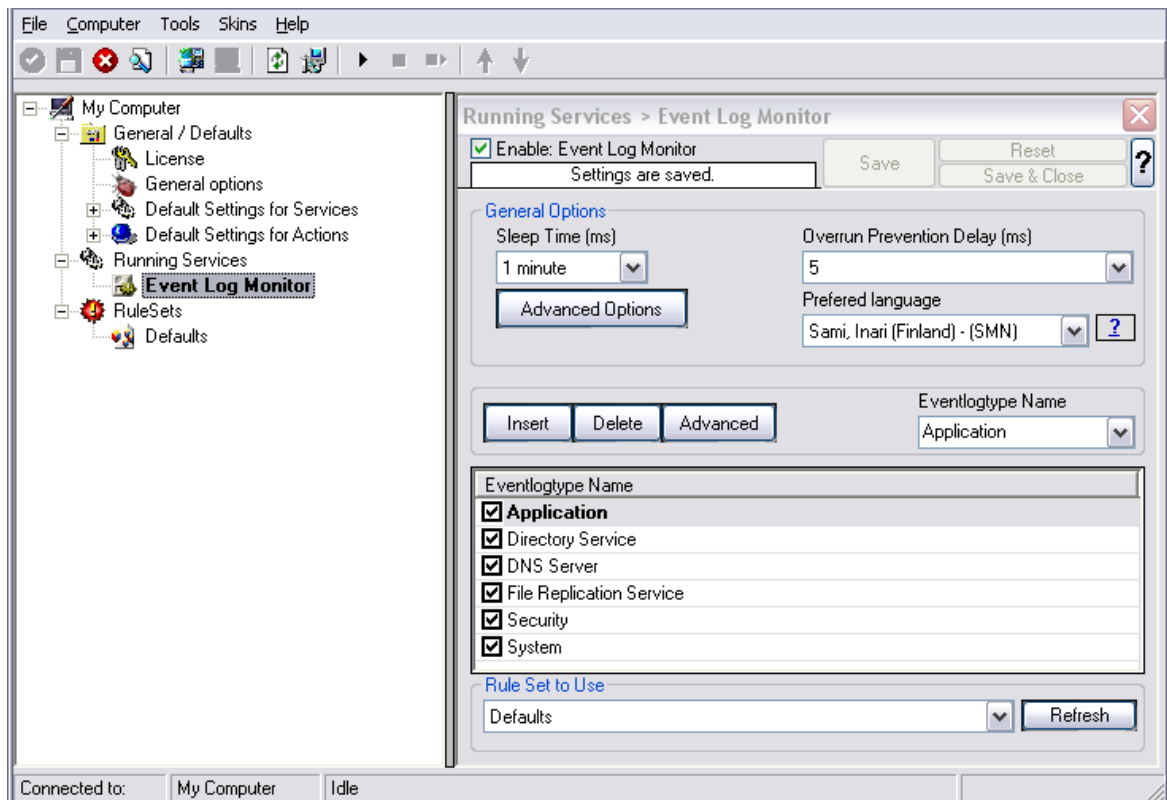 File Computer Tools Skins Help
My Computer
General / Defaults
License
General options
Default Settings for Services
Default Settings for Actions
Running Services
Event Log Monitor
RuleSets
Defaults
Running Services > Event Log Monitor
Enable: Event Log Monitor
Settings are saved.
Save
Reset
Save & Close
?
General Options
Sleep Time (ms)
Overrun Prevention Delay (ms)
1 minute
5
Advanced Options
Prefered language
Sami, Inari (Finland) - (SMN)
?
Insert
Delete
Advanced
Eventlogtype Name
Application
Eventlogtype Name
Application
Directory Service
DNS Server
File Replication Service
Security
System
Rule Set to Use
Defaults
Refresh
Connected to: My Computer Idle